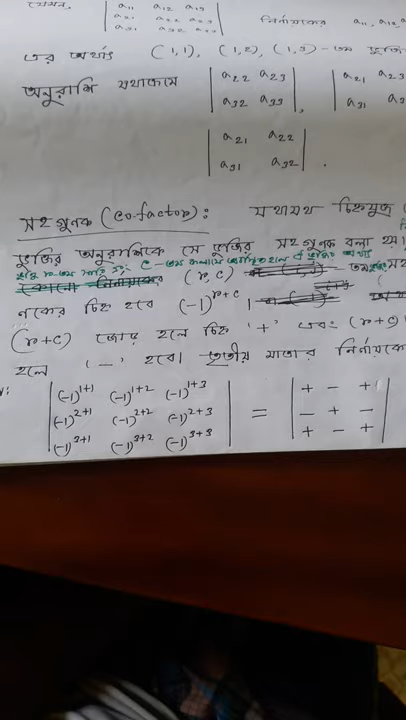 যেমন, | a11 a12 a13 | নির্ণায়কের a11, a12
| a21 a22 a23 |
| a31 a32 a33 |
এর অর্থাৎ (1,1), (1,2), (1,3) - তম ভুক্তি
অনুরাশি যথাক্রমে | a22 a23 | , | a21 a23
| a32 a33 | | a31 a3
| a21 a22 |
| a31 a32 | .
সহগুণক (co-factor): যথাযথ চিহ্নযুক্ত
ভুক্তির অনুরাশিকে সে ভুক্তির সহগুণক বলা হয়।
(r, c)
ণকের চিহ্ন হবে (-1)^{r+c} ।
(r+c) জোড় হলে চিহ্ন '+' এবং (r+c)
হলে '-' হবে। তৃতীয় মাত্রার নির্ণায়কে
| (-1)^{1+1} (-1)^{1+2} (-1)^{1+3} | | + - + |
| (-1)^{2+1} (-1)^{2+2} (-1)^{2+3} | = | - + - |
| (-1)^{3+1} (-1)^{3+2} (-1)^{3+3} | | + - + |